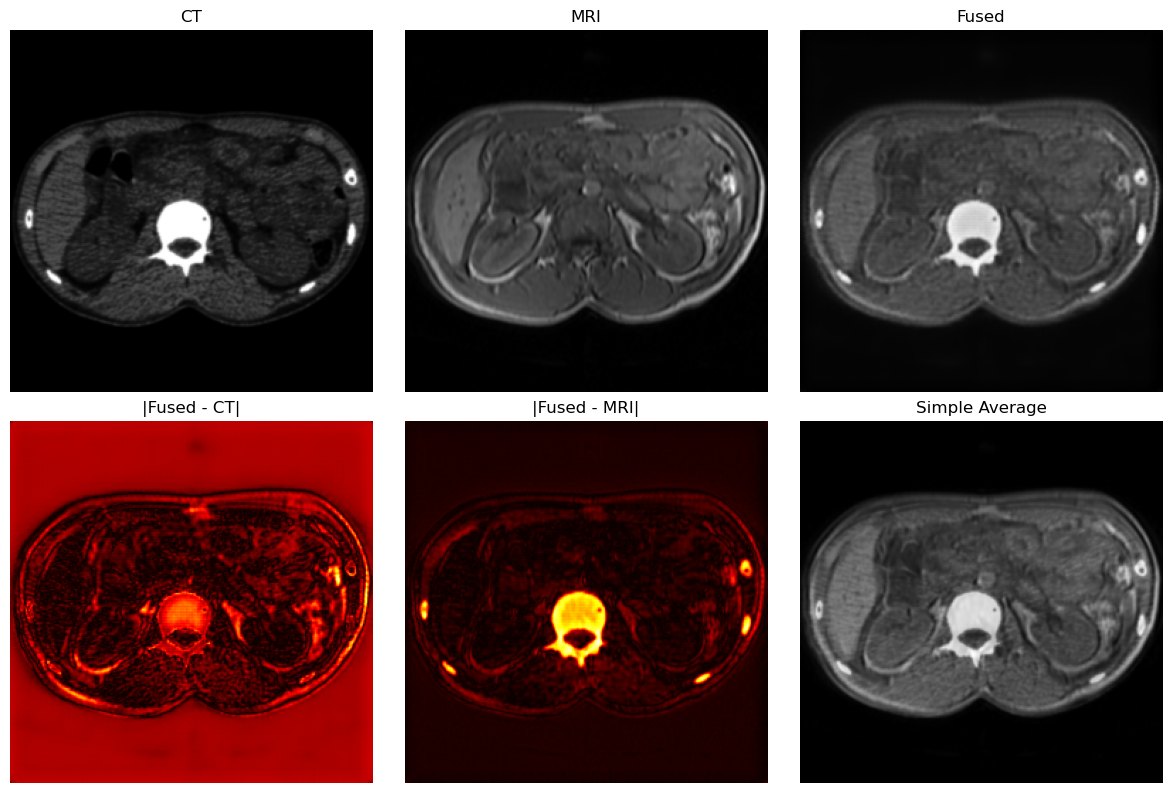 CT
MRI
Fused
|Fused - CT|
|Fused - MRI|
Simple Average